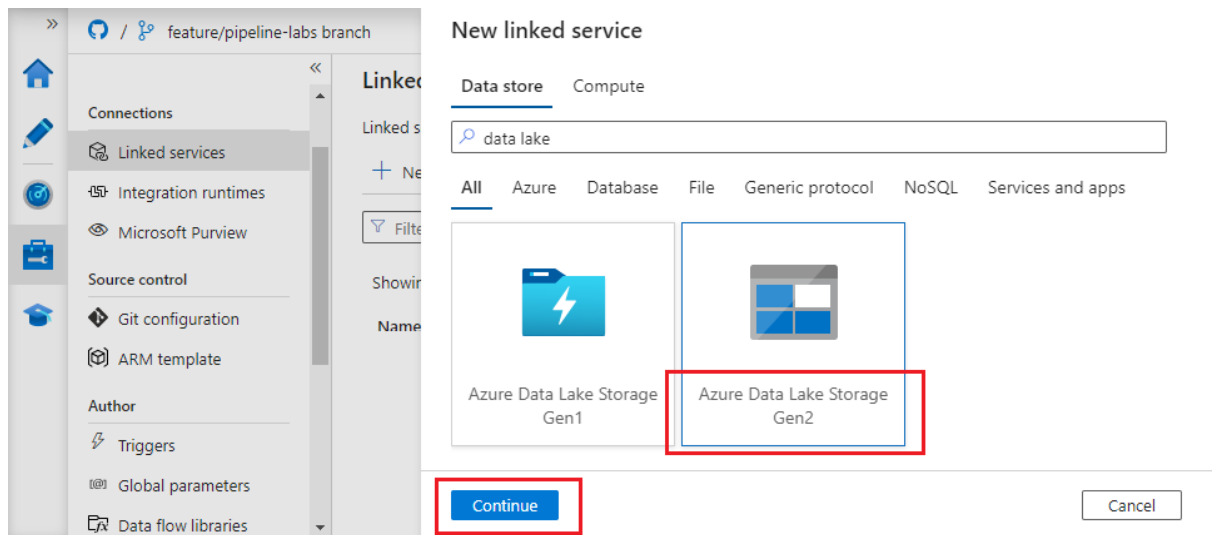 »
/ feature/pipeline-labs branch
«
Connections
Linked services
Integration runtimes
Microsoft Purview
Source control
Git configuration
ARM template
Author
Triggers
Global parameters
Data flow libraries
Linked
Linked s
+ Ne
Filte
Showin
Name
New linked service
Data store Compute
data lake
All Azure Database File Generic protocol NoSQL Services and apps
Azure Data Lake Storage
Gen1
Azure Data Lake Storage
Gen2
Continue Cancel